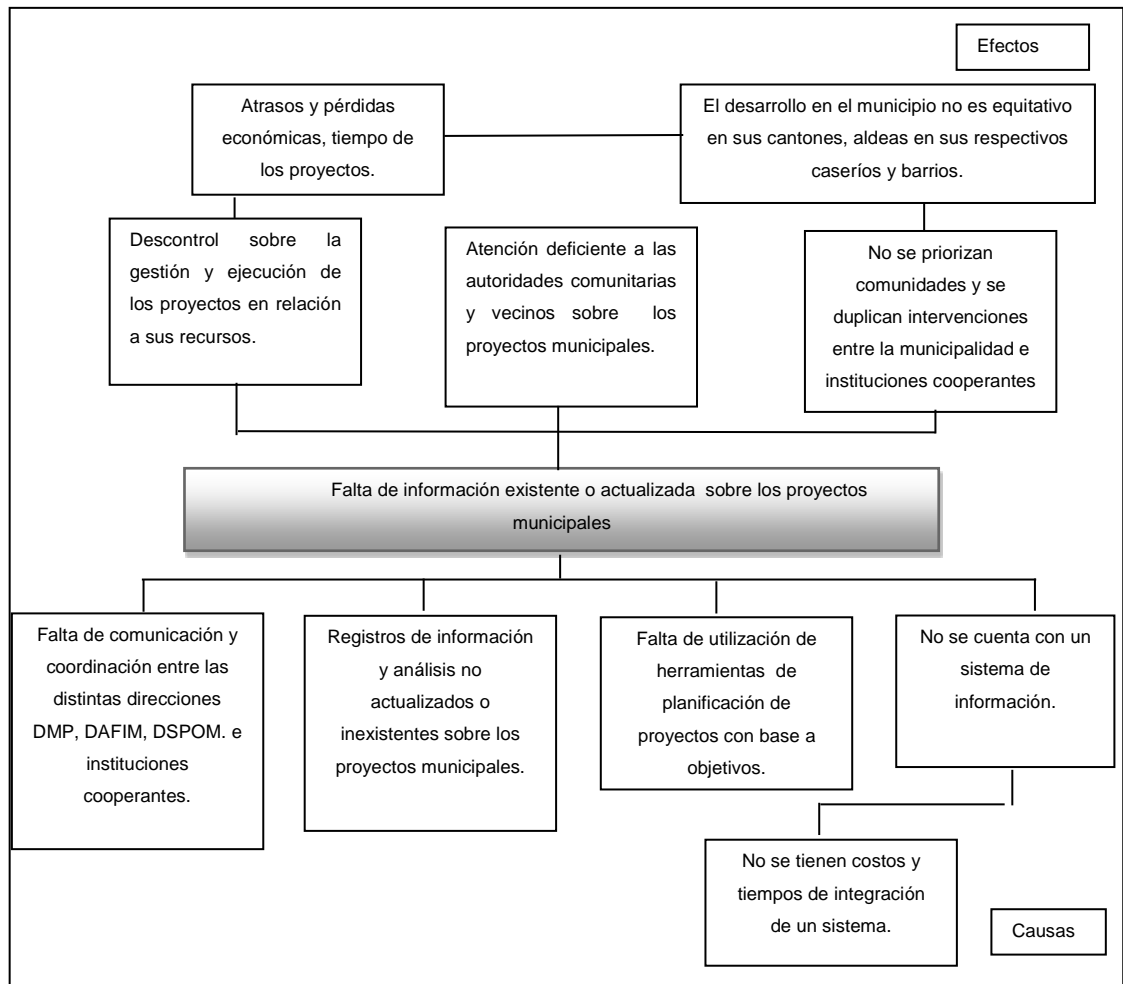 Efectos
Atrasos y pérdidas
económicas, tiempo de
los proyectos.
El desarrollo en el municipio no es equitativo
en sus cantones, aldeas en sus respectivos
caseríos y barrios.
Descontrol sobre la
gestión y ejecución de
los proyectos en relación
a sus recursos.
Atención deficiente a las
autoridades comunitarias
y vecinos sobre los
proyectos municipales.
No se priorizan
comunidades y se
duplican intervenciones
entre la municipalidad e
instituciones cooperantes
Falta de información existente o actualizada sobre los proyectos
municipales
Falta de comunicación y
coordinación entre las
distintas direcciones
DMP, DAFIM, DSPOM. e
instituciones
cooperantes.
Registros de información
y análisis no
actualizados o
inexistentes sobre los
proyectos municipales.
Falta de utilización de
herramientas de
planificación de
proyectos con base a
objetivos.
No se cuenta con un
sistema de
información.
No se tienen costos y
tiempos de integración
de un sistema.
Causas